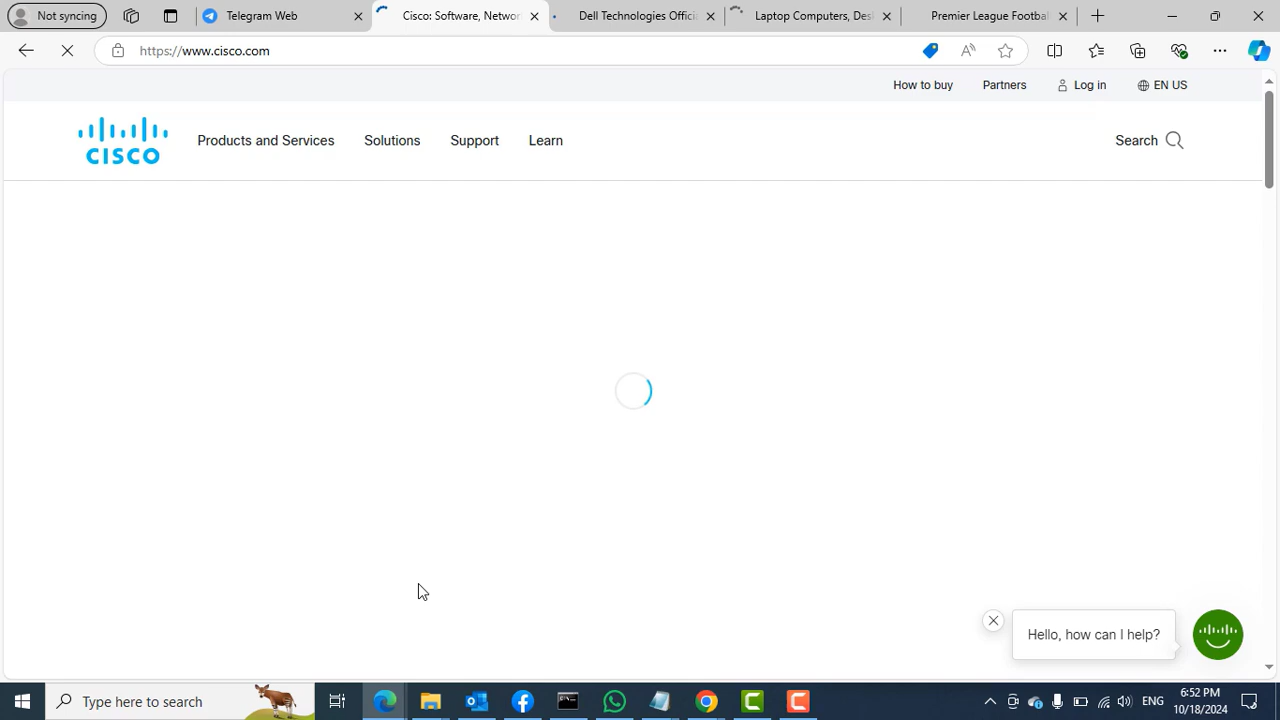 Not syncing
Telegram Web
Cisco: Software, Networ
Dell Technologies Offici
Laptop Computers, Des
Premier League Footbal
https://www.cisco.com
How to buy
Partners
Log in
EN US
CISCO
Products and Services
Solutions
Support
Learn
Search
Hello, how can I help?
Type here to search
ENG
6:52 PM
10/18/2024